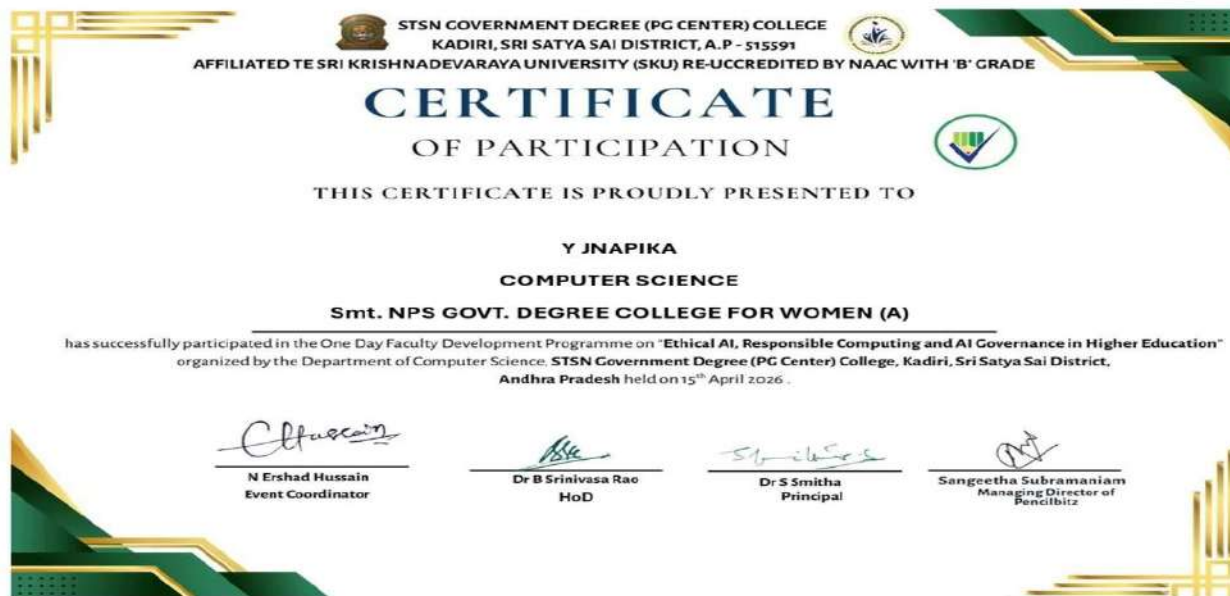 STSN GOVERNMENT DEGREE (PG CENTER) COLLEGE
KADIRI, SRI SATYA SAI DISTRICT, A.P - 515591
AFFILIATED TE SRI KRISHNADEVARAYA UNIVERSITY (SKU) RE-UCCREDITED BY NAAC WITH 'B' GRADE
CERTIFICATE
OF PARTICIPATION
THIS CERTIFICATE IS PROUDLY PRESENTED TO
Y JNAPIKA
COMPUTER SCIENCE
Smt. NPS GOVT. DEGREE COLLEGE FOR WOMEN (A)
has successfully participated in the One Day Faculty Development Programme on "Ethical AI, Responsible Computing and AI Governance in Higher Education"
organized by the Department of Computer Science, STSN Government Degree (PG Center) College, Kadiri, Sri Satya Sai District,
Andhra Pradesh held on 15th April 2026 .
N Ershad Hussain
Event Coordinator
Dr B Srinivasa Rao
HoD
Dr S Smitha
Principal
Sangeetha Subramaniam
Managing Director of
Pencilbitz